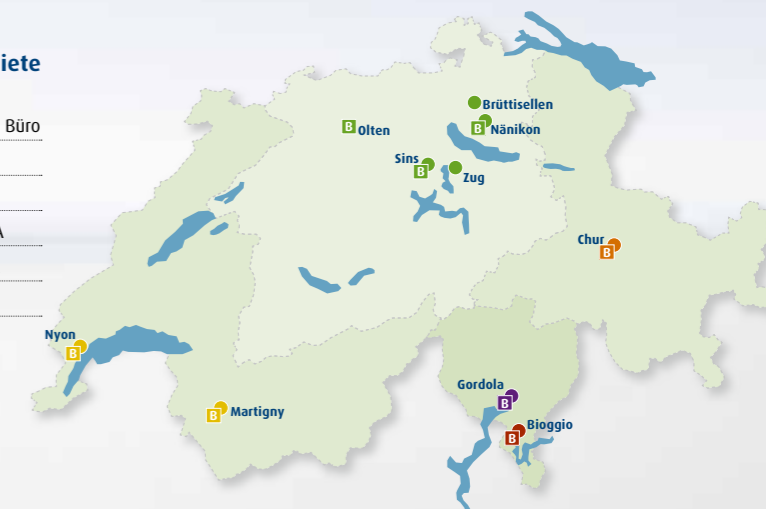 iete
Büro
A
Brüttisellen
B Olten
B Nänikon
Sins
B
Zug
Chur
B
Nyon
B
Gordola
B
B Martigny
Bioggio
B